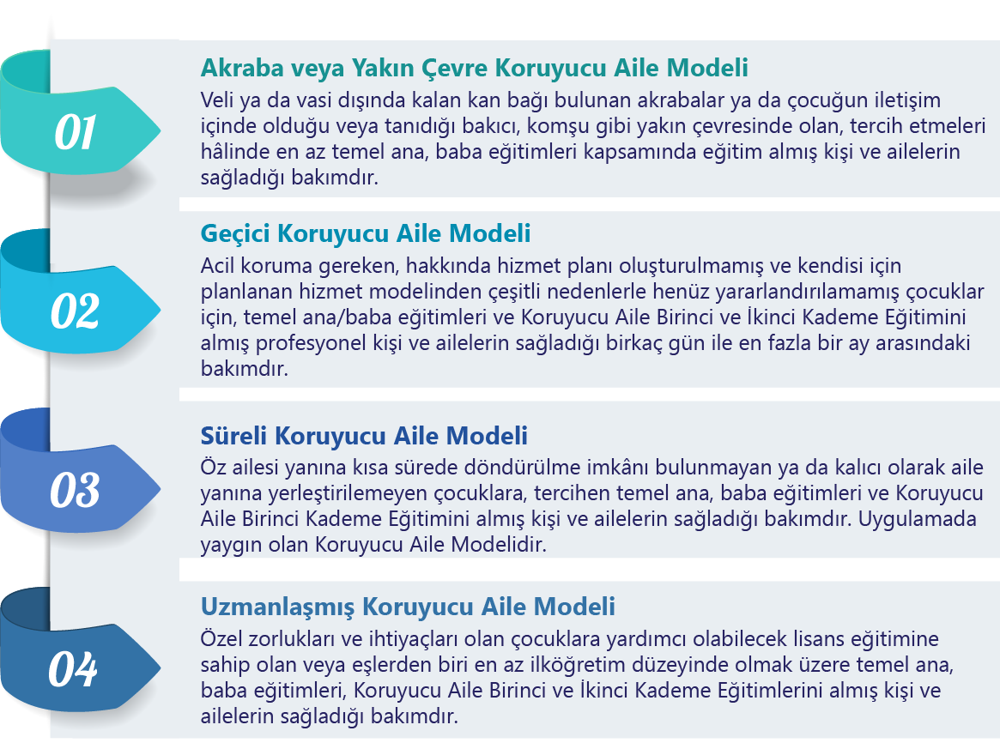 01
Akraba veya Yakın Çevre Koruyucu Aile Modeli
Veli ya da vasi dışında kalan kan bağı bulunan akrabalar ya da çocuğun iletişim
içinde olduğu veya tanıdığı bakıcı, komşu gibi yakın çevresinde olan, tercih etmeleri
hâlinde en az temel ana, baba eğitimleri kapsamında eğitim almış kişi ve ailelerin
sağladığı bakımdır.
02
Geçici Koruyucu Aile Modeli
Acil koruma gereken, hakkında hizmet planı oluşturulmamış ve kendisi için
planlanan hizmet modelinden çeşitli nedenlerle henüz yararlandırılamamış çocuklar
için, temel ana/baba eğitimleri ve Koruyucu Aile Birinci ve İkinci Kademe Eğitimini
almış profesyonel kişi ve ailelerin sağladığı birkaç gün ile en fazla bir ay arasındaki
bakımdır.
03
Süreli Koruyucu Aile Modeli
Öz ailesi yanına kısa sürede döndürülme imkânı bulunmayan ya da kalıcı olarak aile
yanına yerleştirilemeyen çocuklara, tercihen temel ana, baba eğitimleri ve Koruyucu
Aile Birinci Kademe Eğitimini almış kişi ve ailelerin sağladığı bakımdır. Uygulamada
yaygın olan Koruyucu Aile Modelidir.
04
Uzmanlaşmış Koruyucu Aile Modeli
Özel zorlukları ve ihtiyaçları olan çocuklara yardımcı olabilecek lisans eğitimine
sahip olan veya eşlerden biri en az ilköğretim düzeyinde olmak üzere temel ana,
baba eğitimleri, Koruyucu Aile Birinci ve İkinci Kademe Eğitimlerini almış kişi ve
ailelerin sağladığı bakımdır.